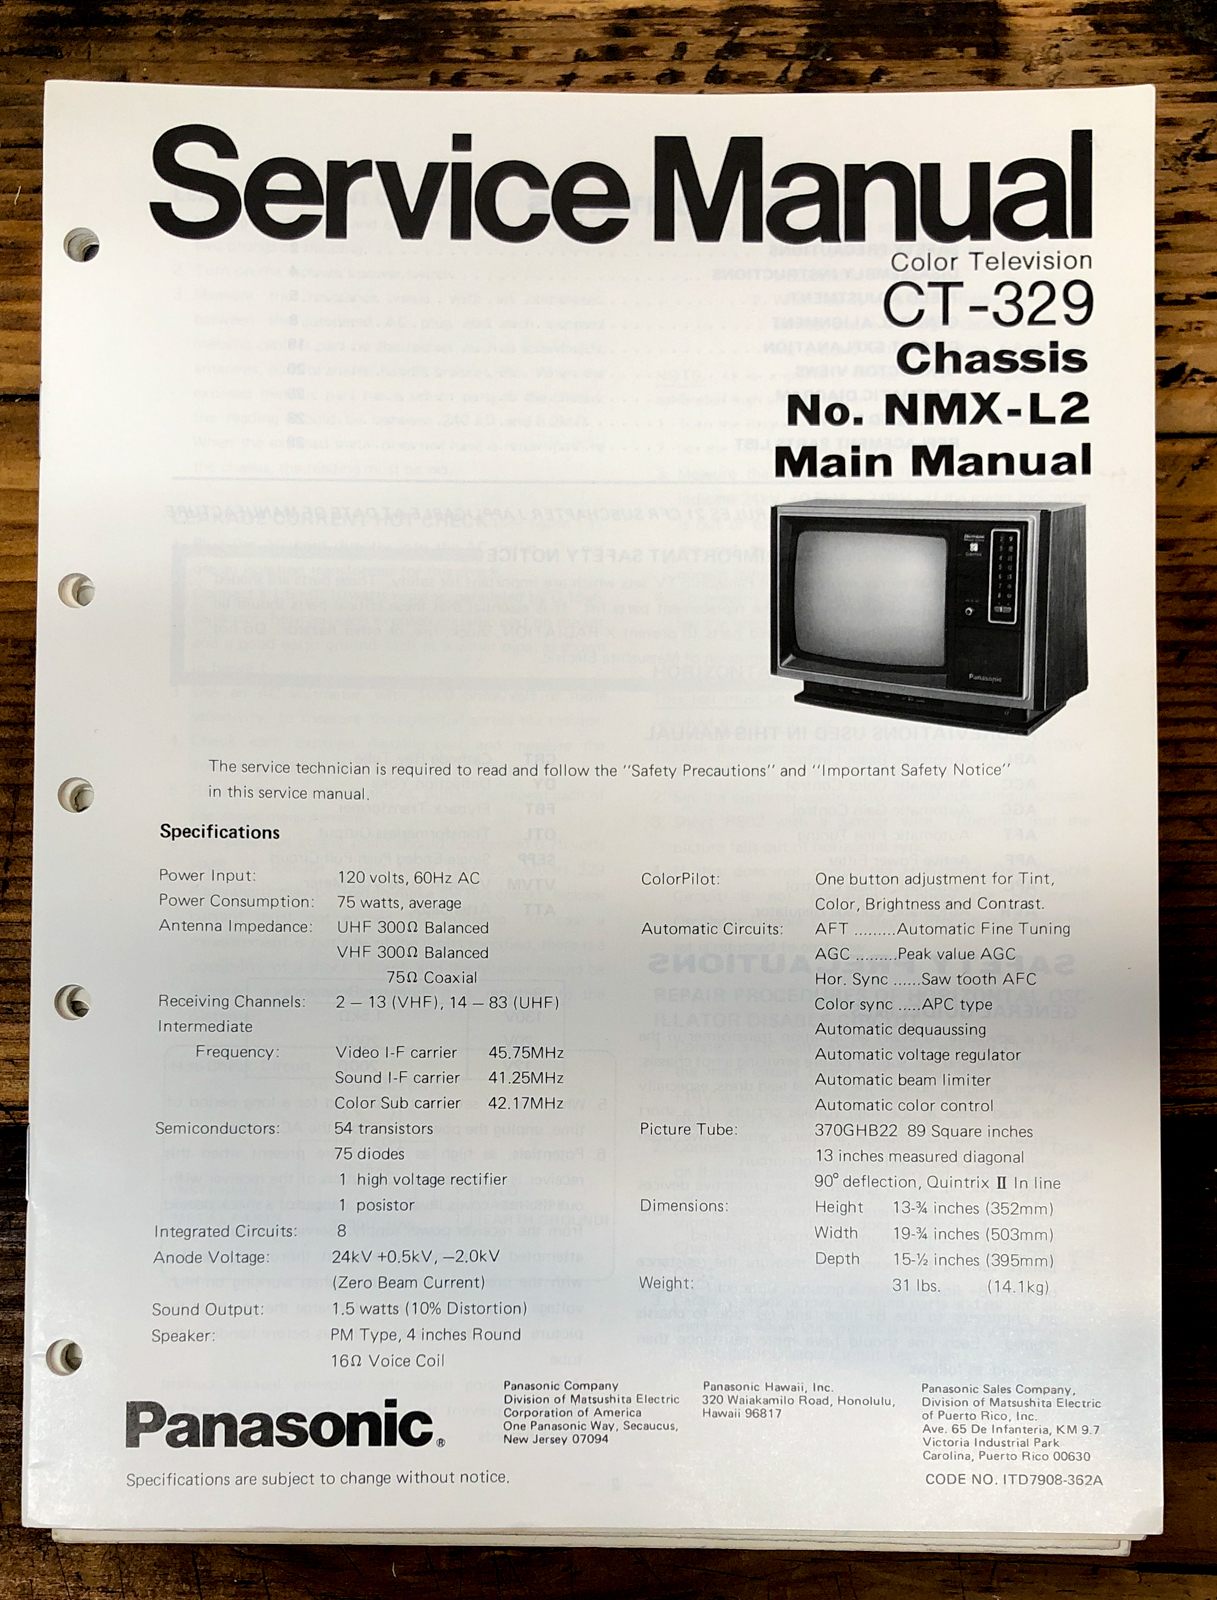 Service Manual
Color Television
CT-329
Chassis
No. NMX-L2
Main Manual
Panasonic
The service technician is required to read and follow the "Safety Precautions" and "Important Safety Notice"
in this service manual.
Specifications
Power Input: 120 volts, 60Hz AC
Power Consumption: 75 watts, average
Antenna Impedance: UHF 300Ω Balanced
VHF 300Ω Balanced
75Ω Coaxial
Receiving Channels: 2 – 13 (VHF), 14 – 83 (UHF)
Intermediate
Frequency: Video I-F carrier 45.75MHz
Sound I-F carrier 41.25MHz
Color Sub carrier 42.17MHz
Semiconductors: 54 transistors
75 diodes
1 high voltage rectifier
1 posistor
Integrated Circuits: 8
Anode Voltage: 24kV +0.5kV, –2.0kV
(Zero Beam Current)
Sound Output: 1.5 watts (10% Distortion)
Speaker: PM Type, 4 inches Round
16Ω Voice Coil
ColorPilot: One button adjustment for Tint,
Color, Brightness and Contrast.
Automatic Circuits: AFT .........Automatic Fine Tuning
AGC .........Peak value AGC
Hor. Sync ......Saw tooth AFC
Color sync .....APC type
Automatic dequassing
Automatic voltage regulator
Automatic beam limiter
Automatic color control
Picture Tube: 370GHB22 89 Square inches
13 inches measured diagonal
90° deflection, Quintrix II In line
Dimensions: Height 13-¾ inches (352mm)
Width 19-¾ inches (503mm)
Depth 15-½ inches (395mm)
Weight: 31 lbs. (14.1kg)
Panasonic®
Panasonic Company
Division of Matsushita Electric
Corporation of America
One Panasonic Way, Secaucus,
New Jersey 07094
Panasonic Hawaii, Inc.
320 Waiakamilo Road, Honolulu,
Hawaii 96817
Panasonic Sales Company,
Division of Matsushita Electric
of Puerto Rico, Inc.
Ave. 65 De Infanteria, KM 9.7
Victoria Industrial Park
Carolina, Puerto Rico 00630
Specifications are subject to change without notice.
CODE NO. ITD7908-362A